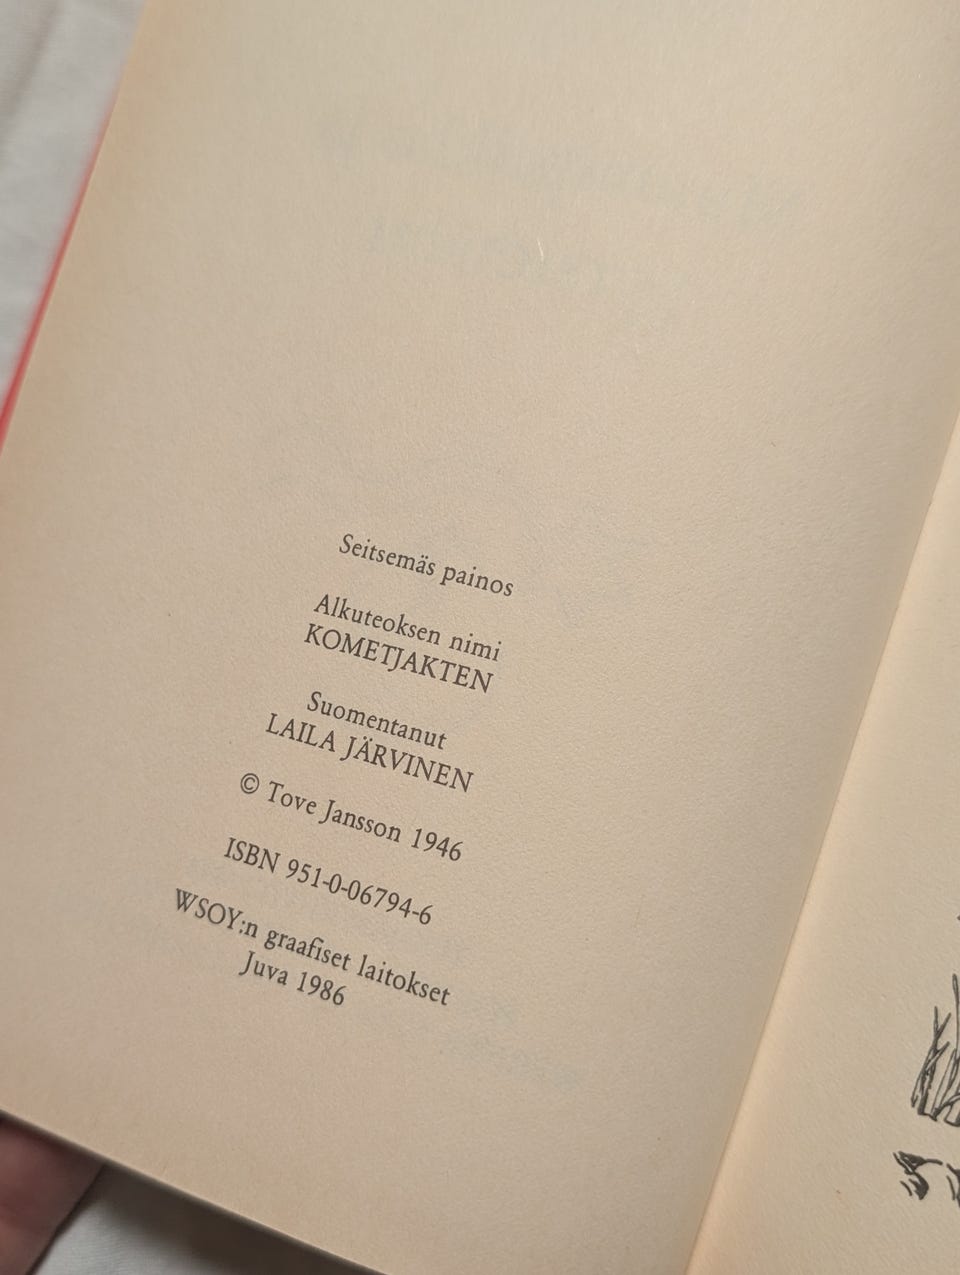 Seitsemäs painos
Alkuteoksen nimi
KOMETJAKTEN
Suomentanut
LAILA JÄRVINEN
© Tove Jansson 1946
ISBN 951-0-06794-6
WSOY:n graafiset laitokset
Juva 1986